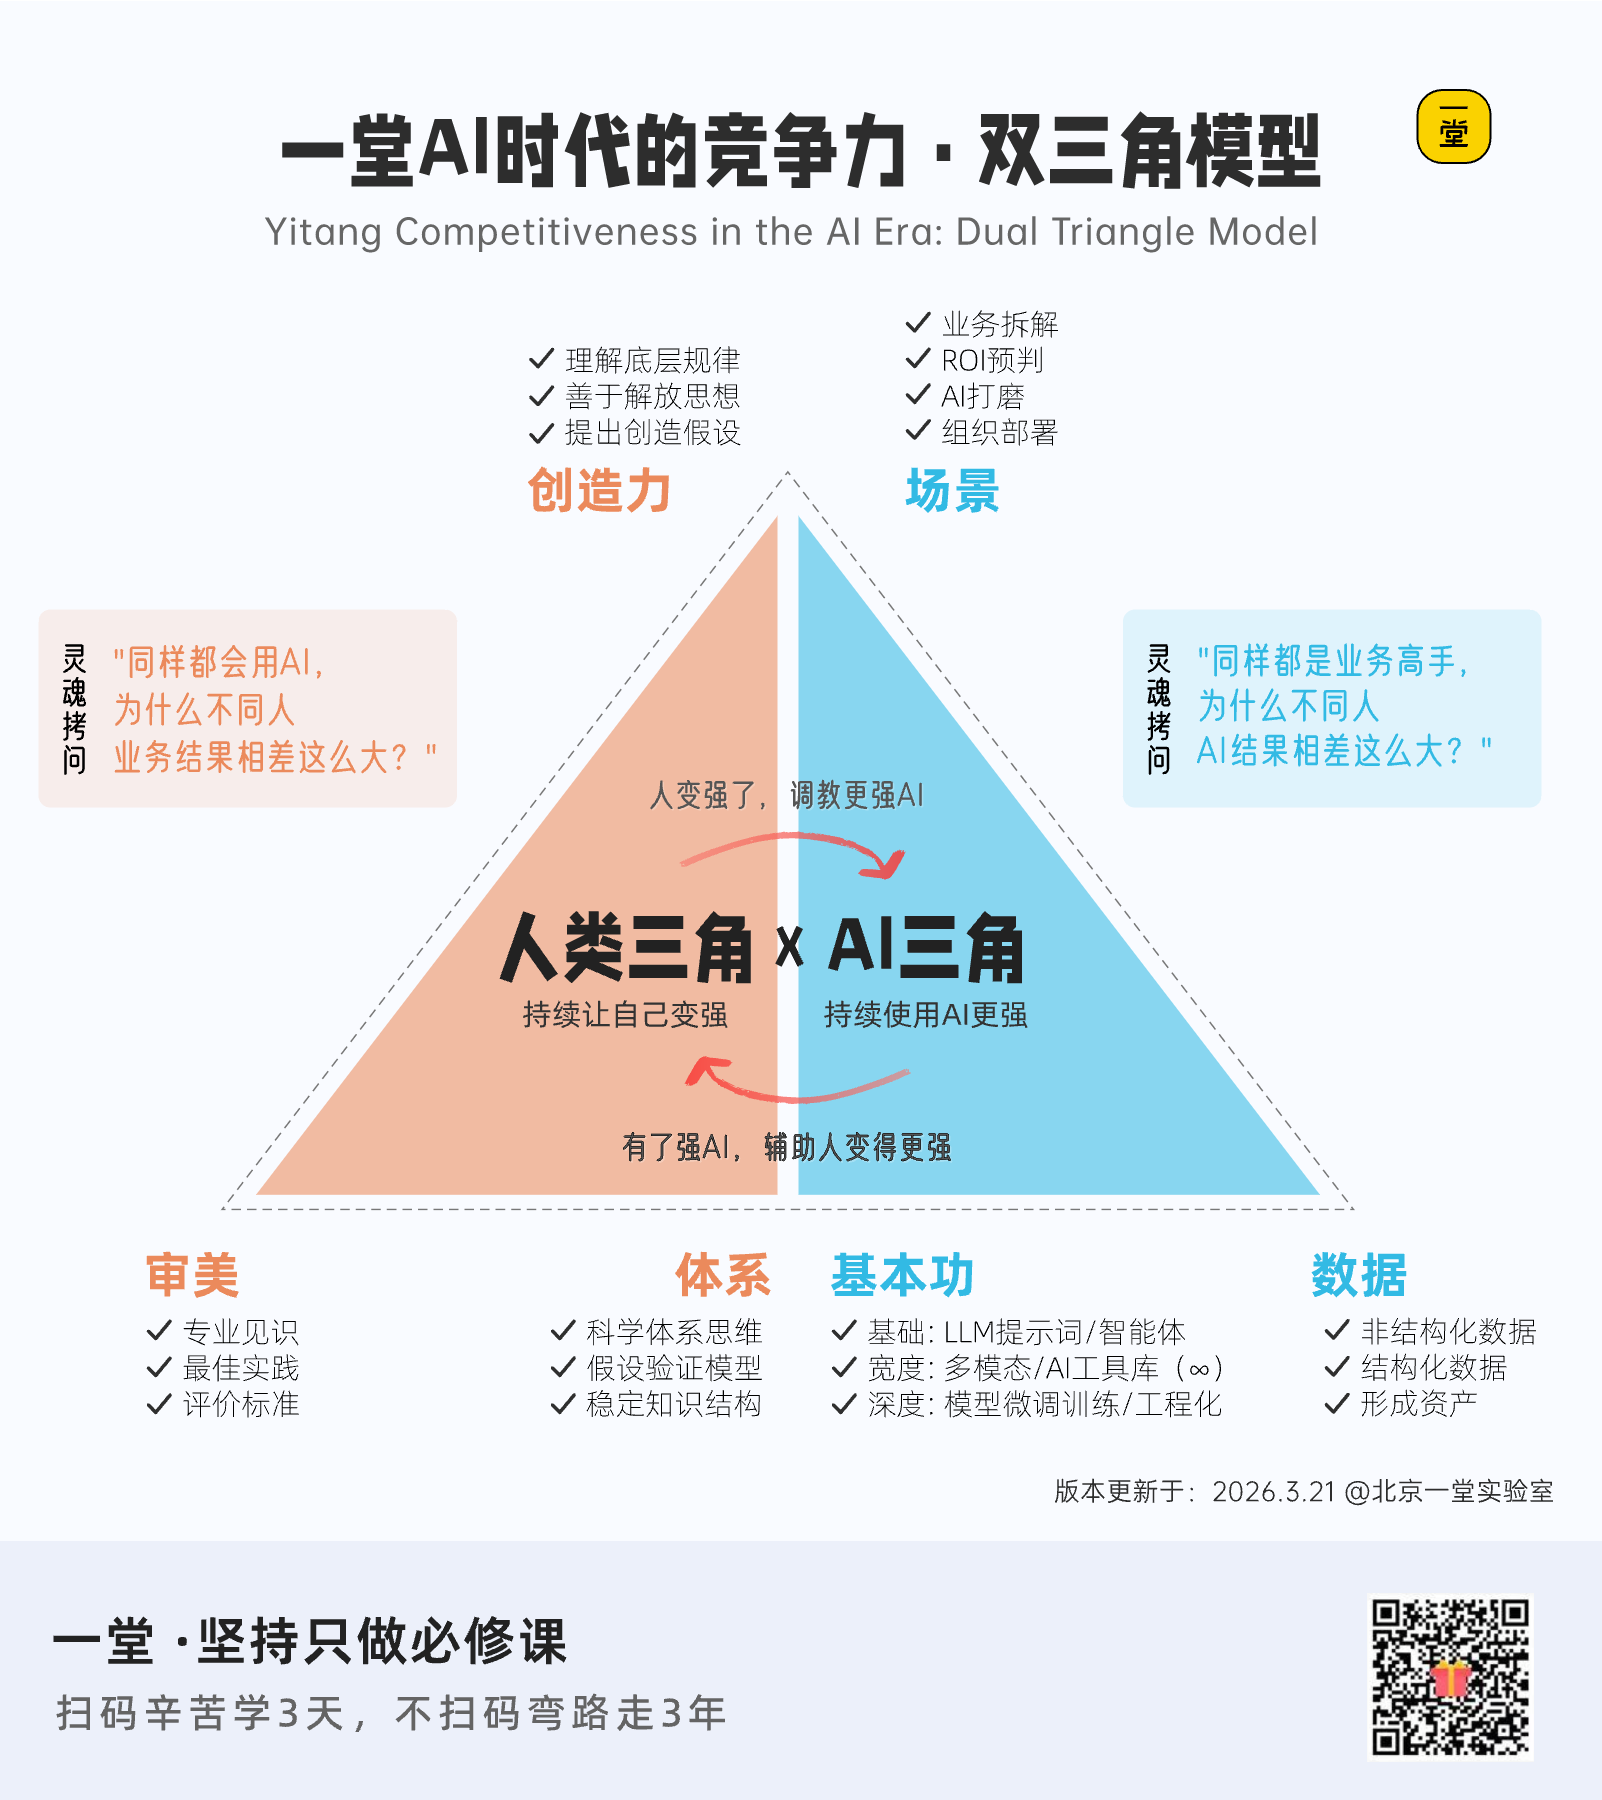 一堂AI时代的竞争力·双三角模型
一堂
Yitang Competitiveness in the AI Era: Dual Triangle Model
理解底层规律
善于解放思想
提出创造假设
创造力
业务拆解
ROI预判
AI打磨
组织部署
场景
灵魂拷问
"同样都会用AI，
为什么不同人
业务结果相差这么大？"
灵魂拷问
"同样都是业务高手，
为什么不同人
AI结果相差这么大？"
人变强了，调教更强AI
人类三角 x AI三角
持续让自己变强
持续使用AI更强
有了强AI，辅助人变得更强
审美
专业见识
最佳实践
评价标准
体系
科学体系思维
假设验证模型
稳定知识结构
基本功
基础：LLM提示词/智能体
宽度：多模态/AI工具库（∞）
深度：模型微调训练/工程化
数据
非结构化数据
结构化数据
形成资产
版本更新于：2026.3.21 @北京一堂实验室
一堂·坚持只做必修课
扫码辛苦学3天，不扫码弯路走3年